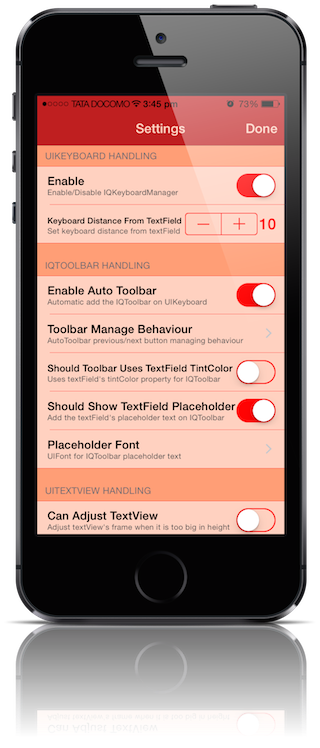 TATA DOCOMO 3:45 pm 73%
Settings Done
UIKEYBOARD HANDLING
Enable
Enable/Disable IQKeyboardManager
Keyboard Distance From TextField
Set keyboard distance from textField
− + 10
IQTOOLBAR HANDLING
Enable Auto Toolbar
Automatic add the IQToolbar on UIKeyboard
Toolbar Manage Behaviour
AutoToolbar previous/next button managing behaviour
Should Toolbar Uses TextField TintColor
Uses textField's tintColor property for IQToolbar
Should Show TextField Placeholder
Add the textField's placeholder text on IQToolbar
Placeholder Font
UIFont for IQToolbar placeholder text
UITEXTVIEW HANDLING
Can Adjust TextView
Adjust textView's frame when it is too big in height